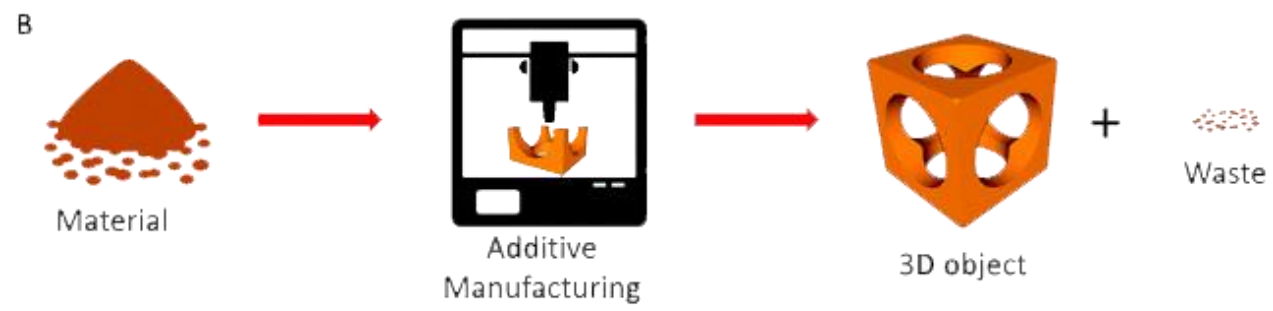 B
Material
Additive
Manufacturing
3D object
+
Waste